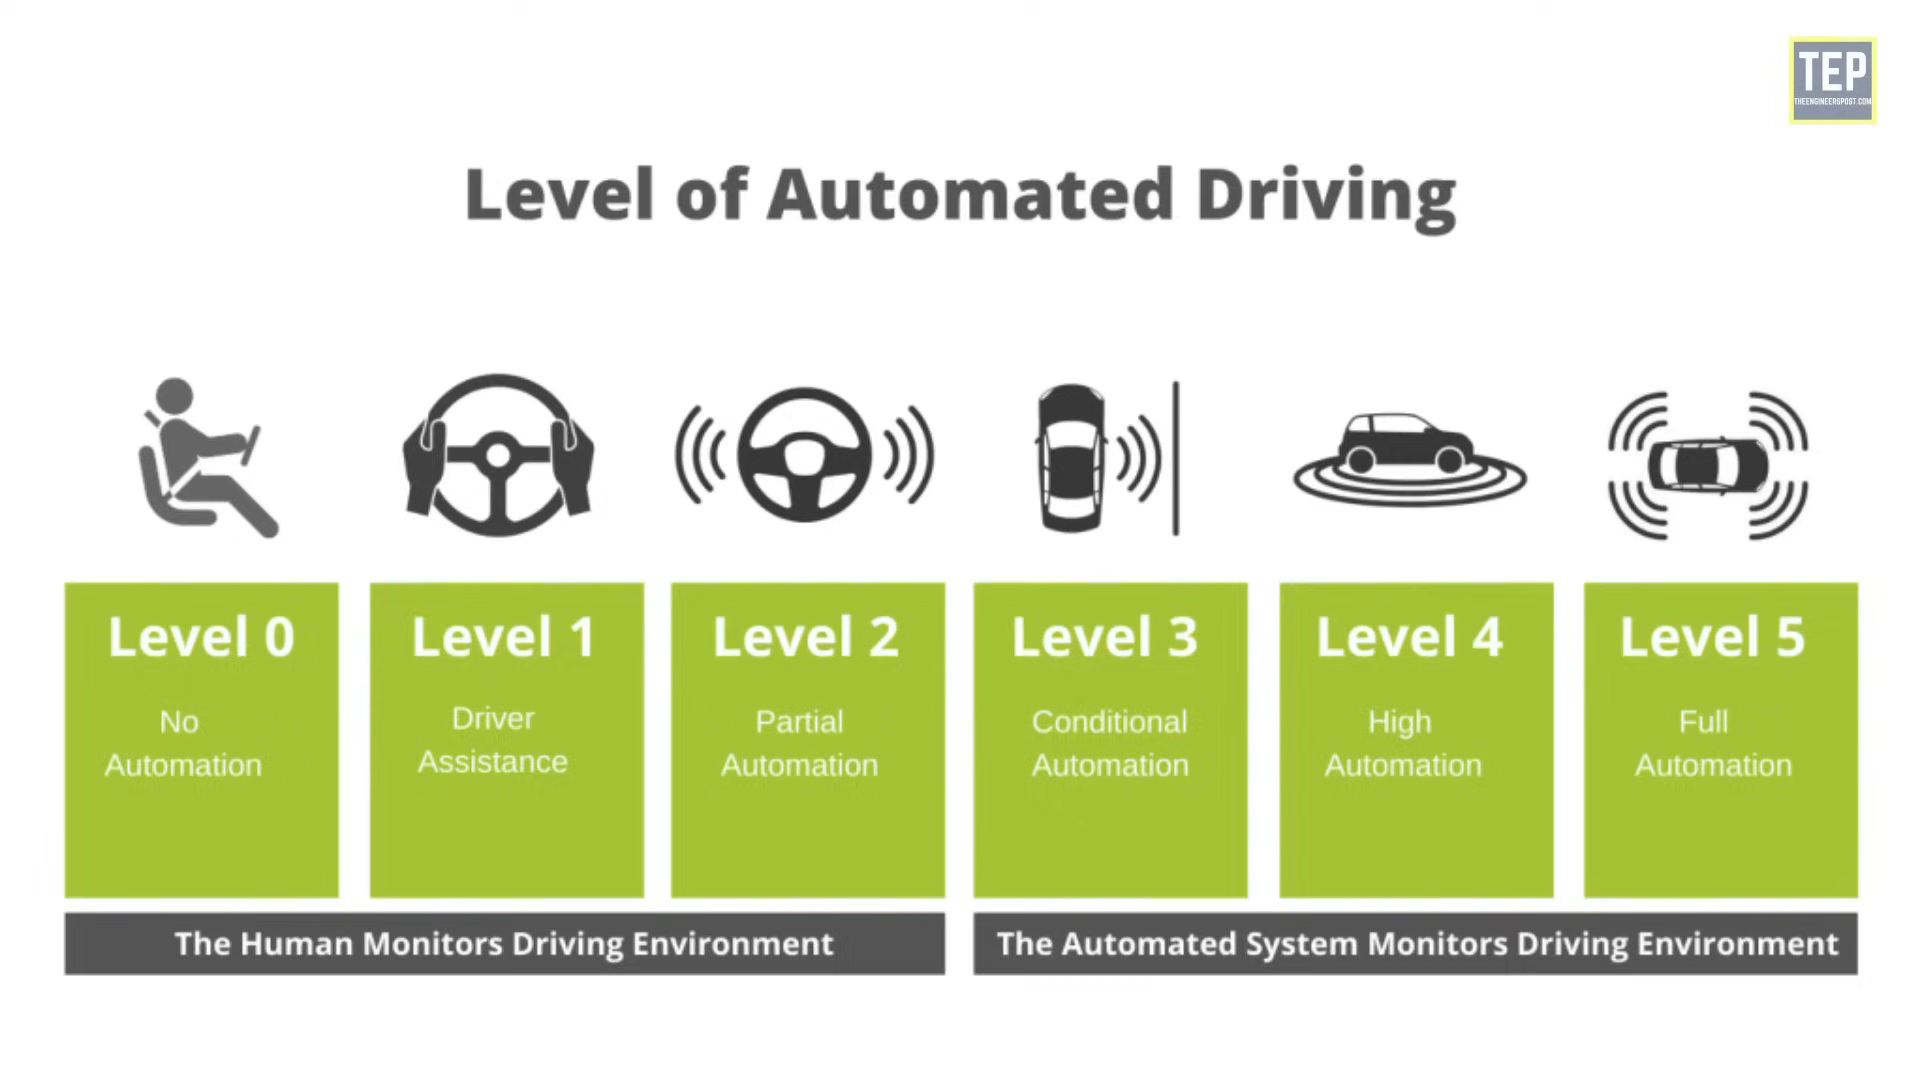 TEP
THEENGINEERSPOST.COM
Level of Automated Driving
Level 0
No
Automation
Level 1
Driver
Assistance
Level 2
Partial
Automation
Level 3
Conditional
Automation
Level 4
High
Automation
Level 5
Full
Automation
The Human Monitors Driving Environment
The Automated System Monitors Driving Environment